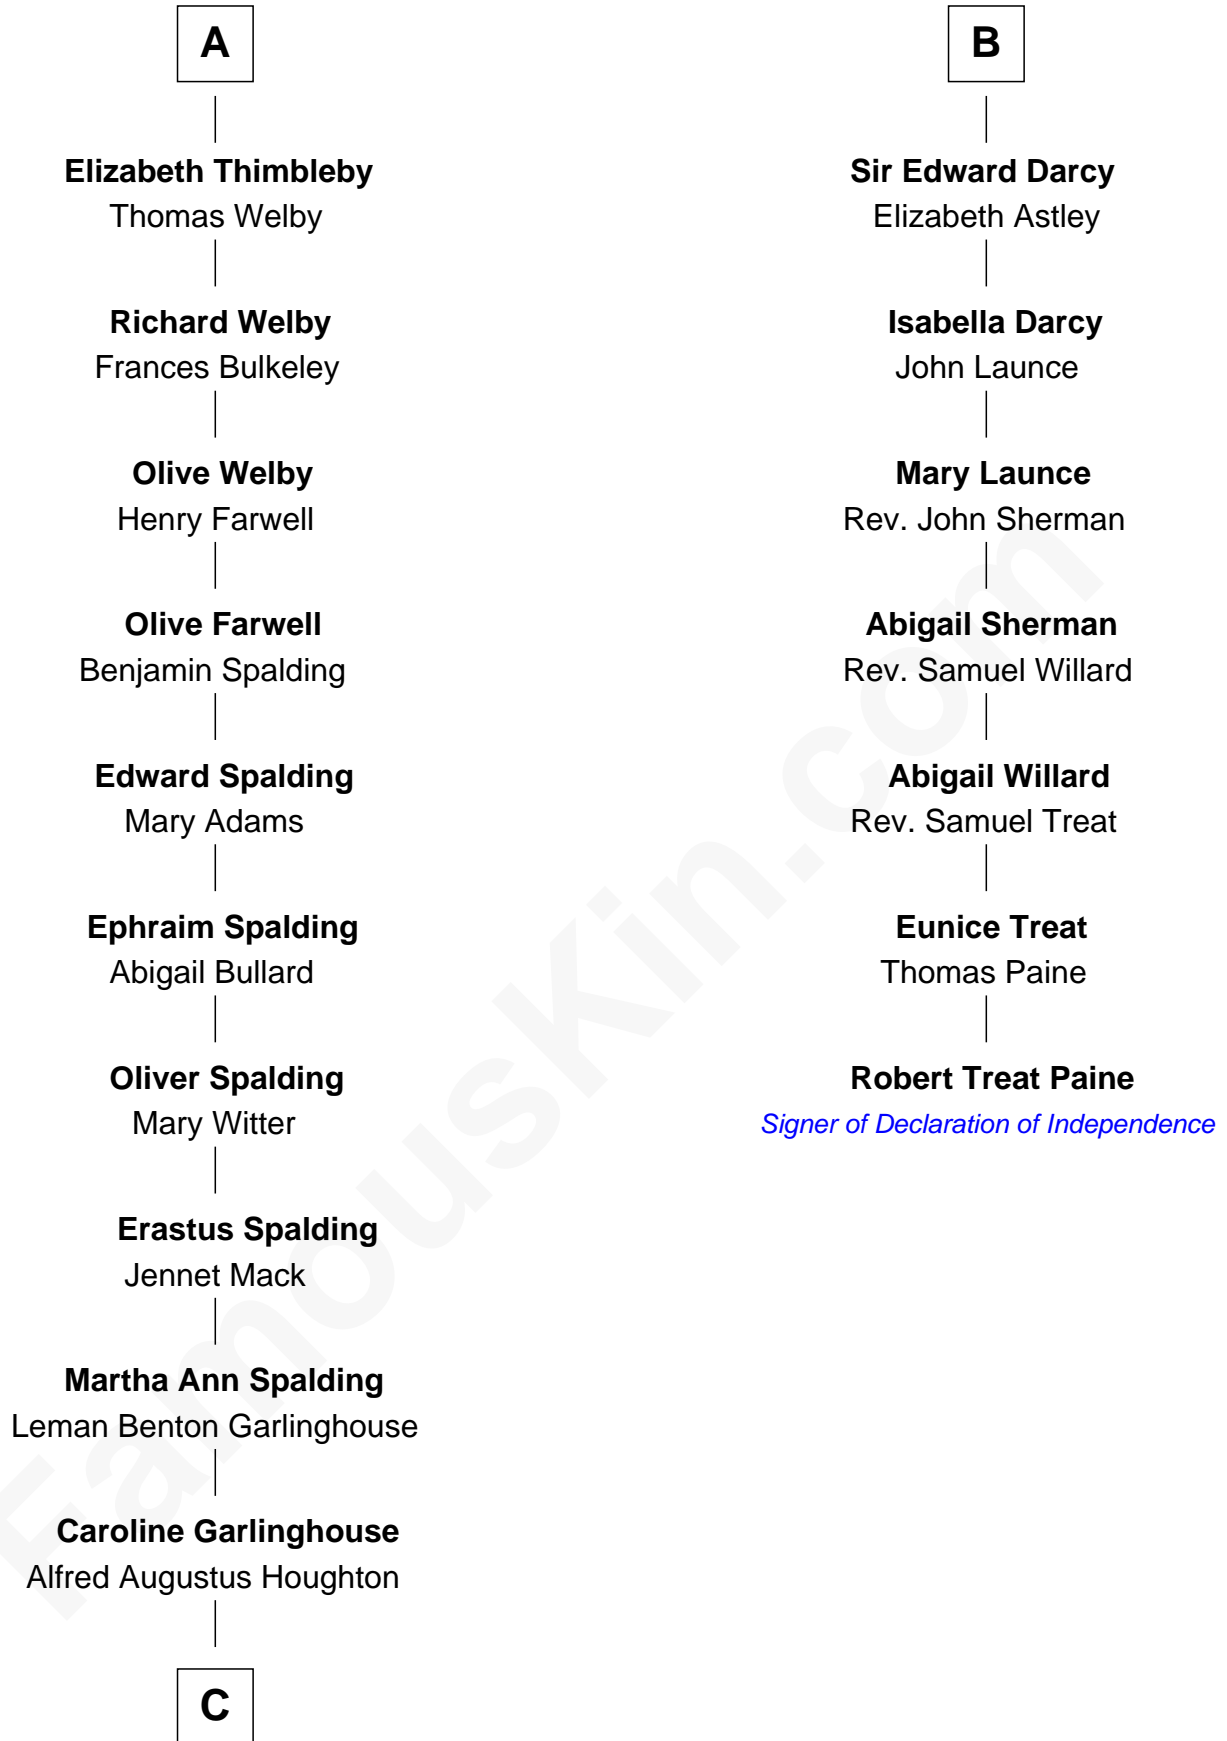 A
Elizabeth Thimbleby
Thomas Welby
Richard Welby
Frances Bulkeley
Olive Welby
Henry Farwell
Olive Farwell
Benjamin Spalding
Edward Spalding
Mary Adams
Ephraim Spalding
Abigail Bullard
Oliver Spalding
Mary Witter
Erastus Spalding
Jennet Mack
Martha Ann Spalding
Leman Benton Garlinghouse
Caroline Garlinghouse
Alfred Augustus Houghton
C
B
Sir Edward Darcy
Elizabeth Astley
Isabella Darcy
John Launce
Mary Launce
Rev. John Sherman
Abigail Sherman
Rev. Samuel Willard
Abigail Willard
Rev. Samuel Treat
Eunice Treat
Thomas Paine
Robert Treat Paine
Signer of Declaration of Independence
FamousKin.com